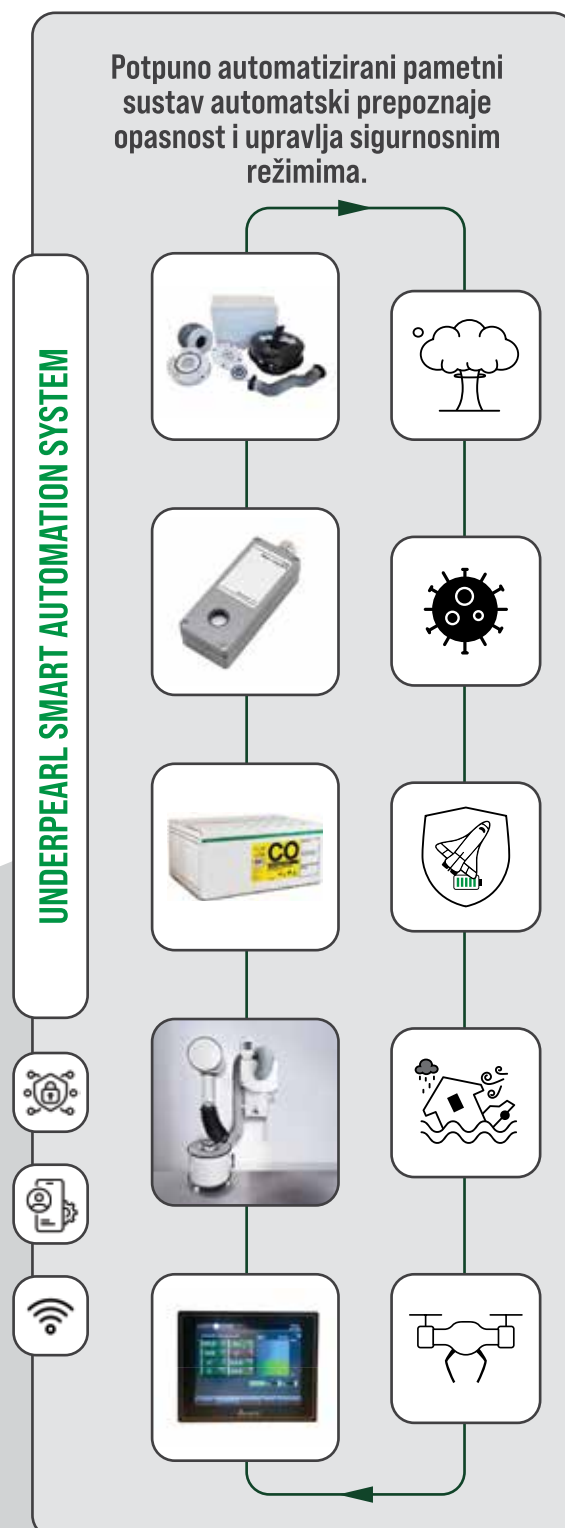 Potpuno automatizirani pametni
sustav automatski prepoznaje
opasnost i upravlja sigurnosnim
režimima.
UNDERPEARL SMART AUTOMATION SYSTEM
CO